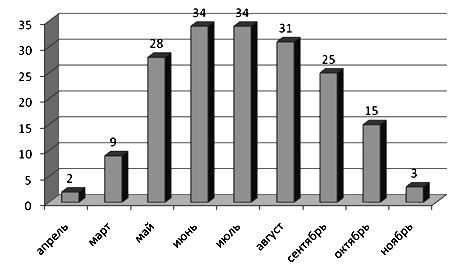 35
30
25
20
15
10
5
0
2
9
28
34
34
31
25
15
3
апрель
март
май
июнь
июль
август
сентябрь
октябрь
ноябрь